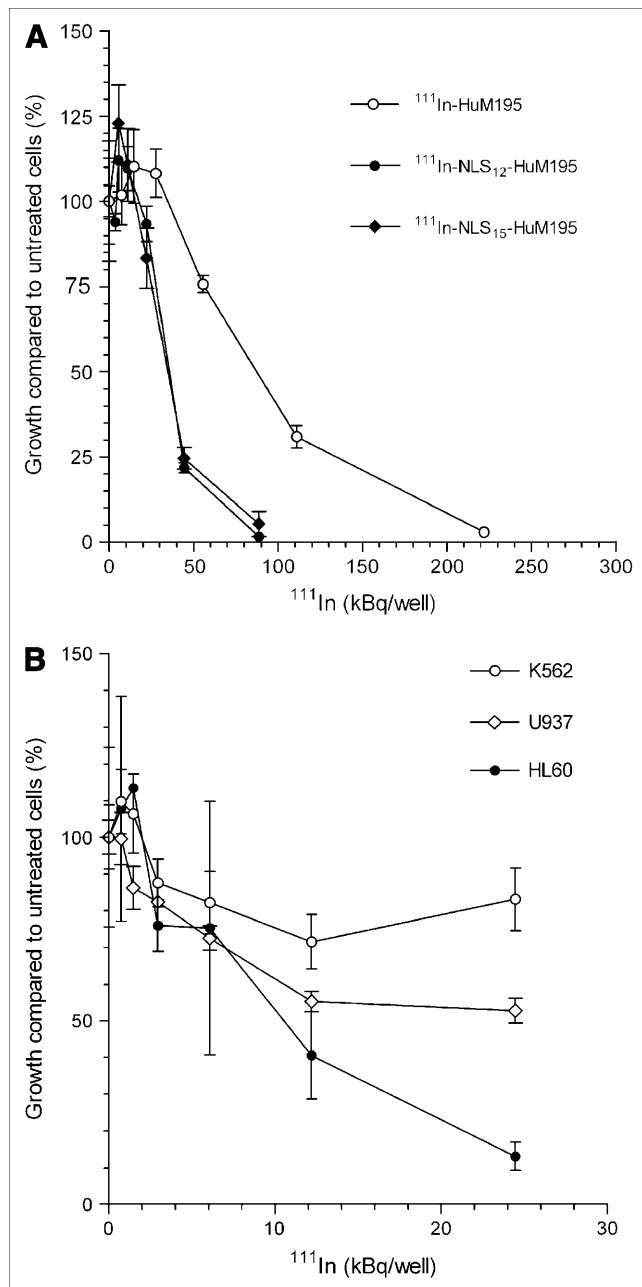 A
150
125
100
75
50
25
0
Growth compared to untreated cells (%)
¹¹¹In-HuM195
¹¹¹In-NLS₁₂-HuM195
¹¹¹In-NLS₁₅-HuM195
0 50 100 150 200 250 300
¹¹¹In (kBq/well)
B
150
100
50
0
Growth compared to untreated cells (%)
K562
U937
HL60
0 10 20 30
¹¹¹In (kBq/well)